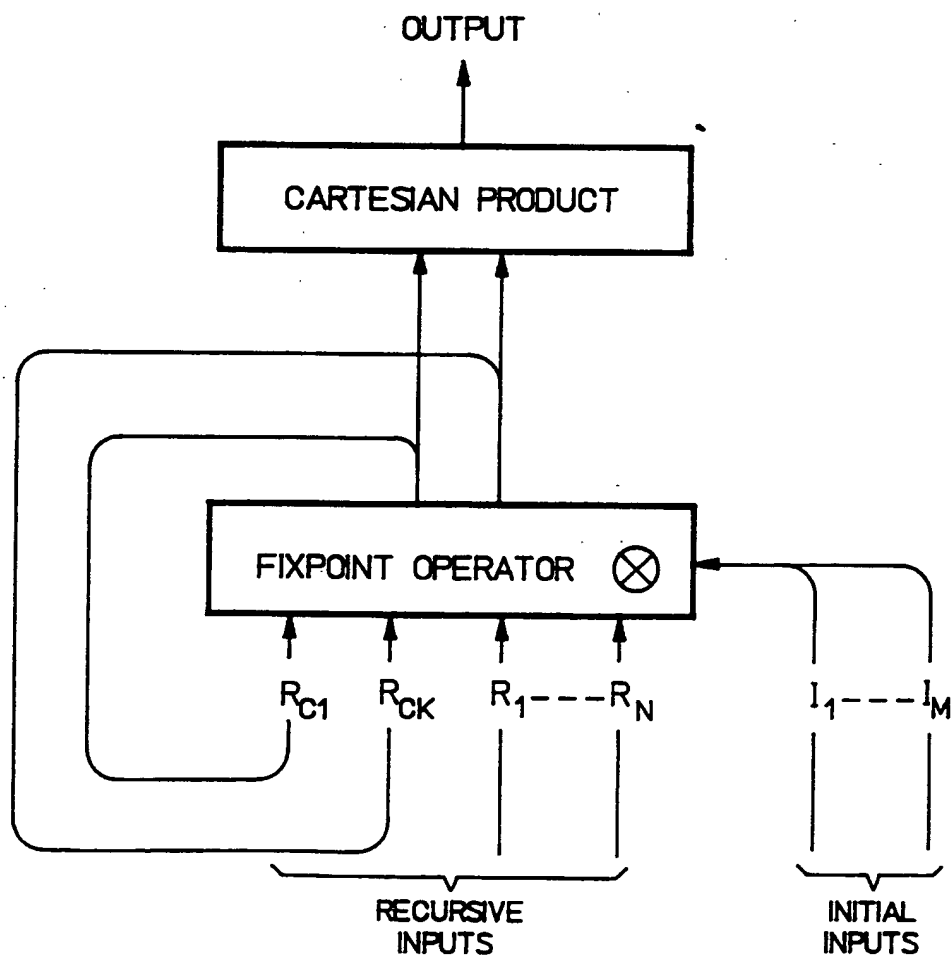 OUTPUT
CARTESIAN PRODUCT
FIXPOINT OPERATOR
R_C1 R_CK R_1 ---- R_N I_1 ---- I_M
RECURSIVE INITIAL
INPUTS INPUTS